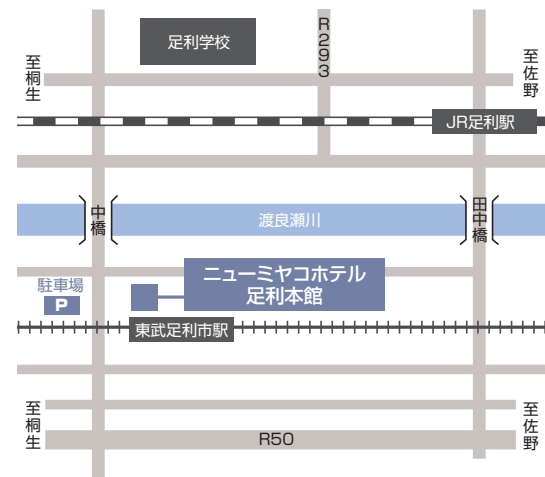 足利学校
R293
至桐生
至佐野
JR足利駅
中橋
渡良瀬川
田中橋
ニューミヤコホテル
足利本館
駐車場
P
東武足利市駅
至桐生
至佐野
R50